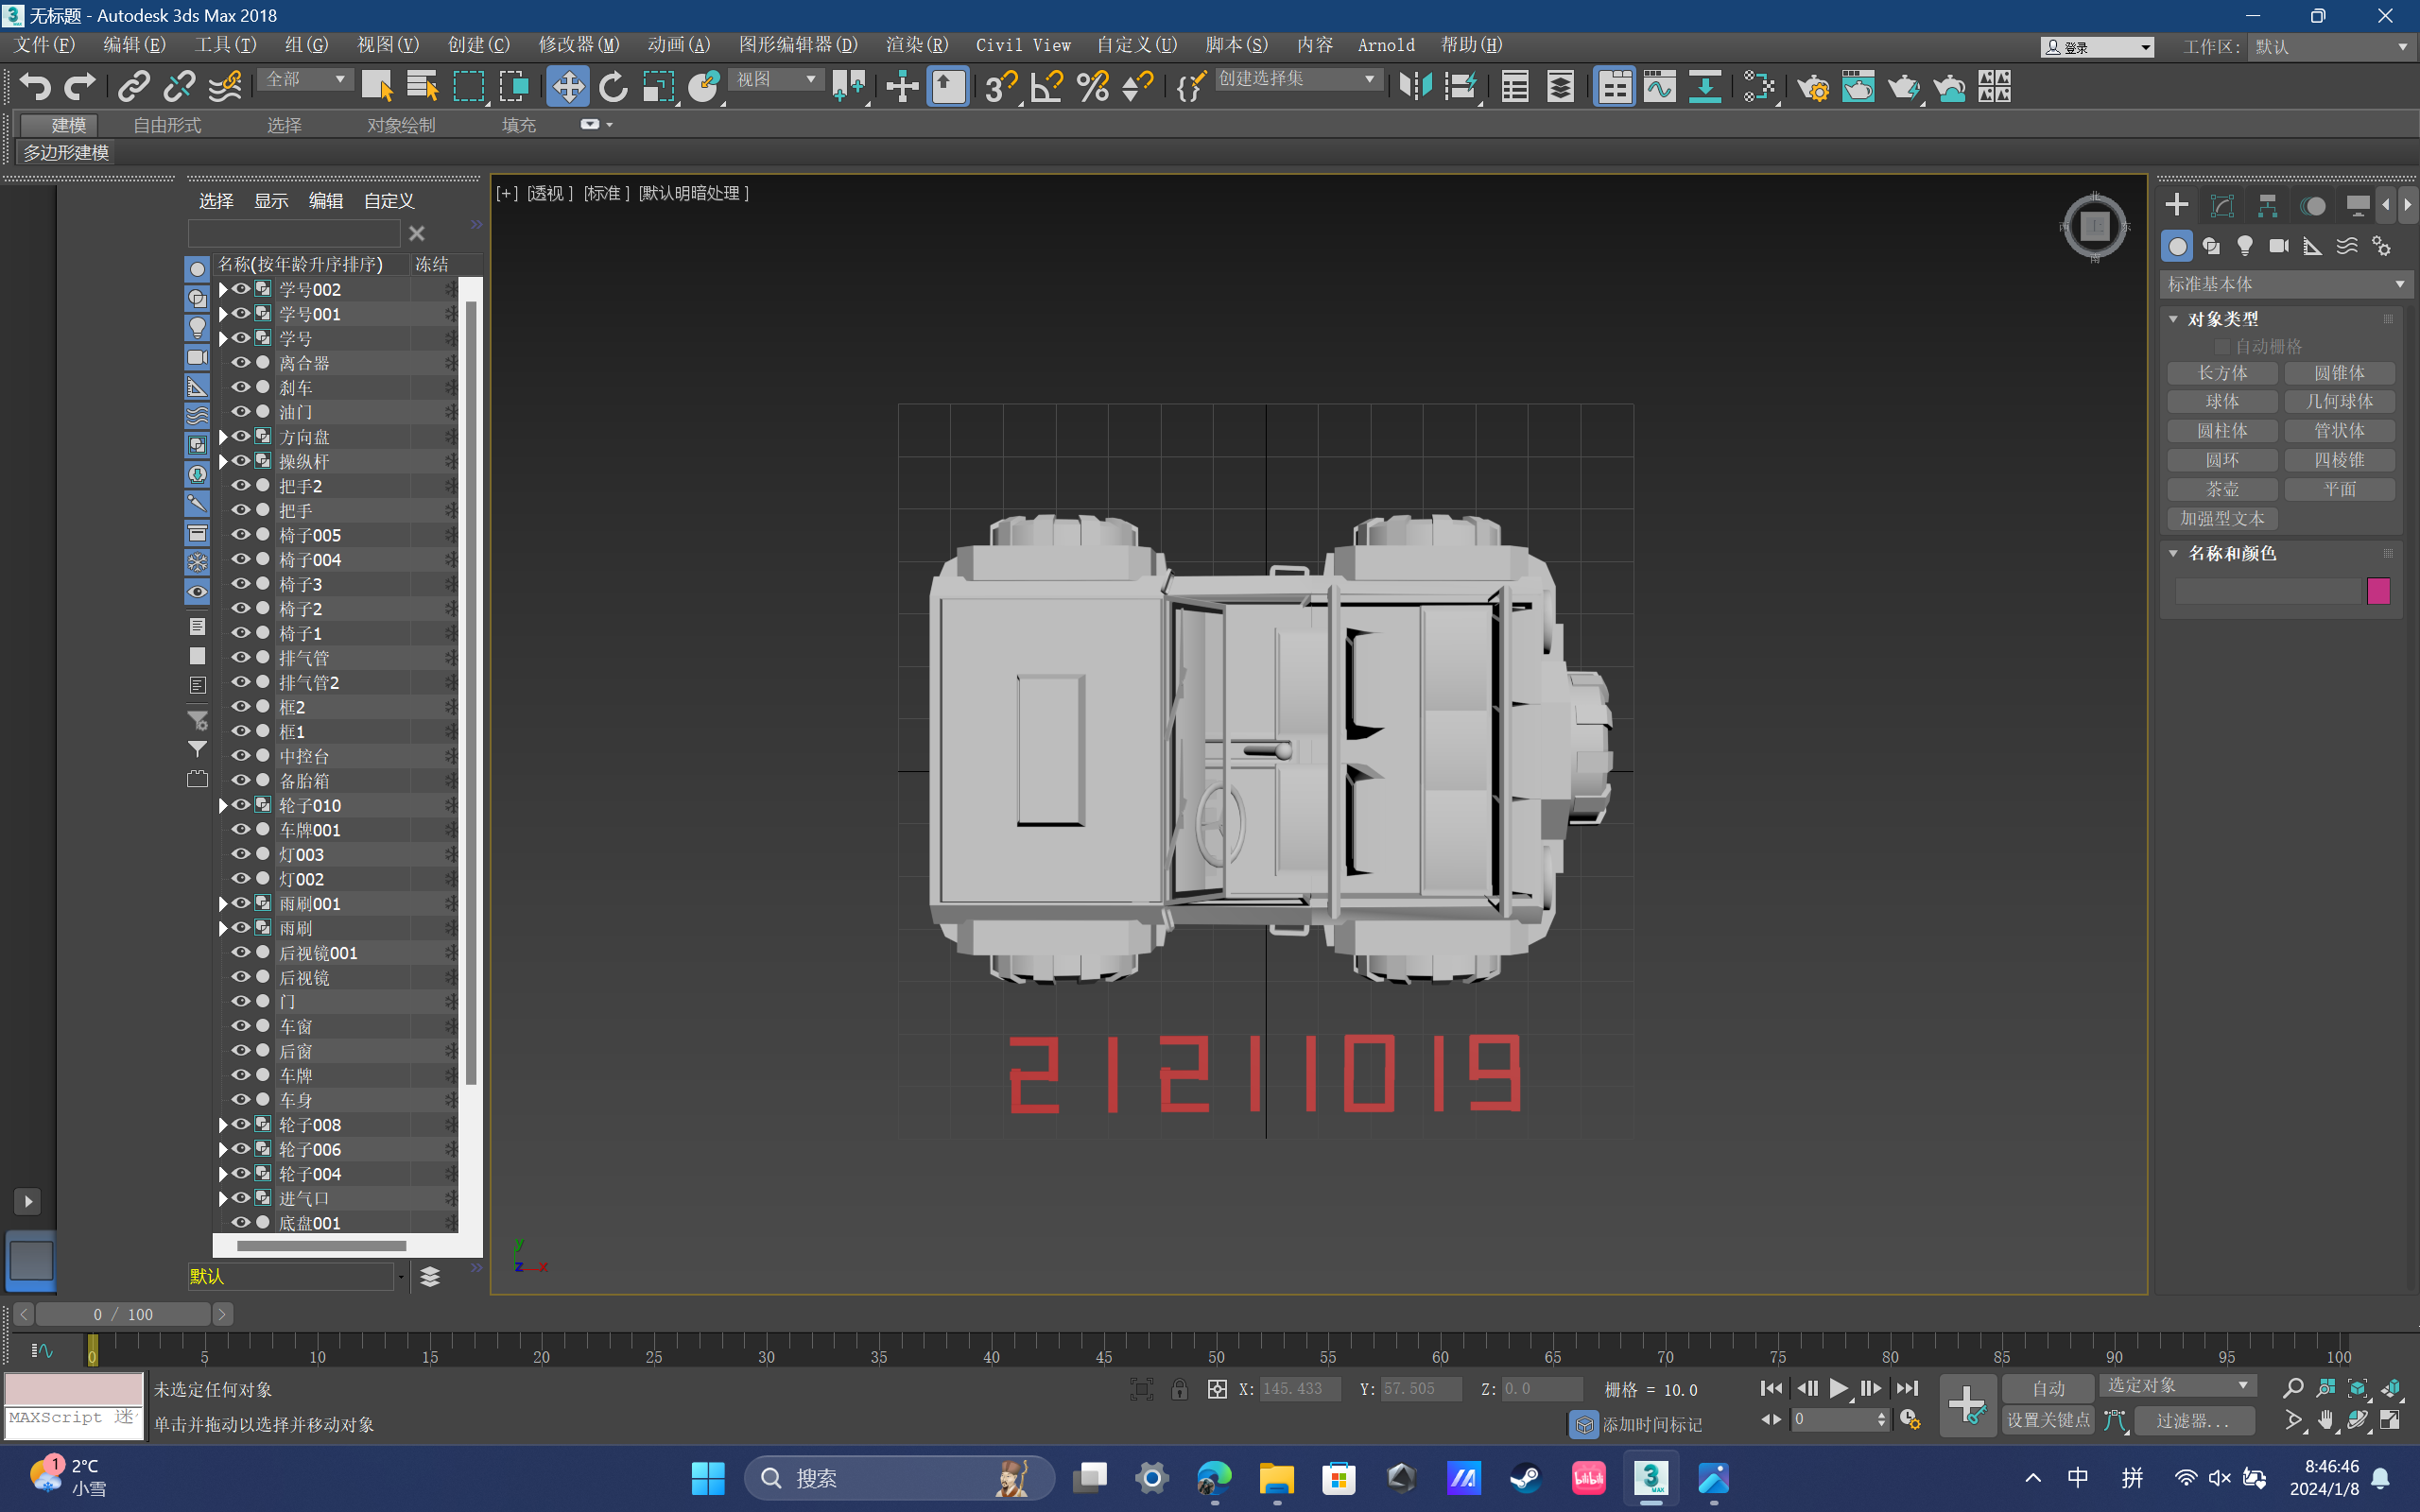 无标题 - Autodesk 3ds Max 2018
文件(F) 编辑(E) 工具(T) 组(G) 视图(V) 创建(C) 修改器(M) 动画(A) 图形编辑器(D) 渲染(R) Civil View 自定义(U) 脚本(S) 内容 Arnold 帮助(H) 登录 工作区: 默认
全部 视图 创建选择集
建模 自由形式 选择 对象绘制 填充
多边形建模
选择 显示 编辑 自定义
名称(按年龄升序排序) 冻结
学号002
学号001
学号
离合器
刹车
油门
方向盘
操纵杆
把手2
把手
椅子005
椅子004
椅子3
椅子2
椅子1
排气管
排气管2
框2
框1
中控台
备胎箱
轮子010
车牌001
灯003
灯002
雨刷001
雨刷
后视镜001
后视镜
门
车窗
后窗
车牌
车身
轮子008
轮子006
轮子004
进气口
底盘001
默认
[+] [透视] [标准] [默认明暗处理]
北
西 上 东
南
21211019
y
z x
标准基本体
对象类型
自动栅格
长方体 圆锥体
球体 几何球体
圆柱体 管状体
圆环 四棱锥
茶壶 平面
加强型文本
名称和颜色
0 / 100
0 5 10 15 20 25 30 35 40 45 50 55 60 65 70 75 80 85 90 95 100
未选定任何对象 X: 145.433 Y: 57.505 Z: 0.0 栅格 = 10.0 自动 选定对象
MAXScript 迷 单击并拖动以选择并移动对象 添加时间标记 0 设置关键点 过滤器...
1 2°C
小雪
搜索
中 拼
8:46:46
2024/1/8